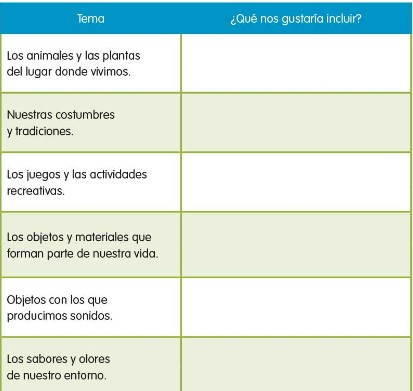 Tema
¿Qué nos gustaría incluir?
Los animales y las plantas
del lugar donde vivimos.
Nuestras costumbres
y tradiciones.
Los juegos y las actividades
recreativas.
Los objetos y materiales que
forman parte de nuestra vida.
Objetos con los que
producimos sonidos.
Los sabores y olores
de nuestro entorno.